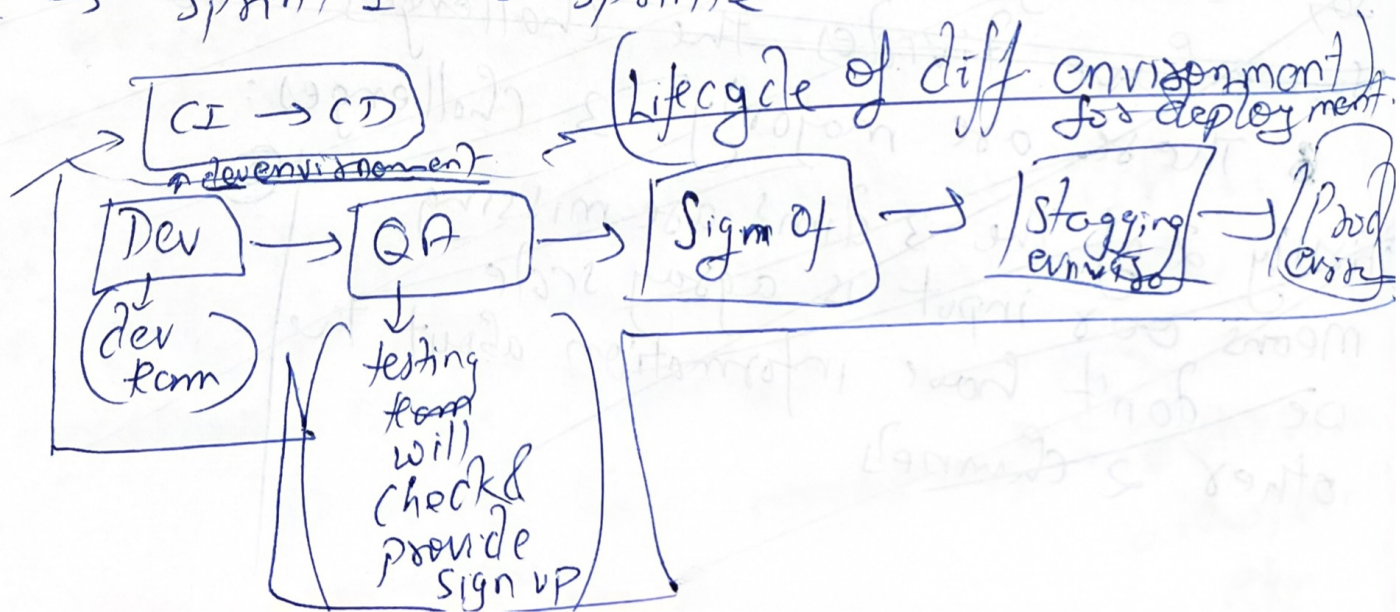 CI → CD
dev environment
(Lifecycle of diff environment)
for deployment.
Dev → QA → Sign Of → Stagging → Prod
envir
(dev
team)
testing
team
will
check &
provide
sign up